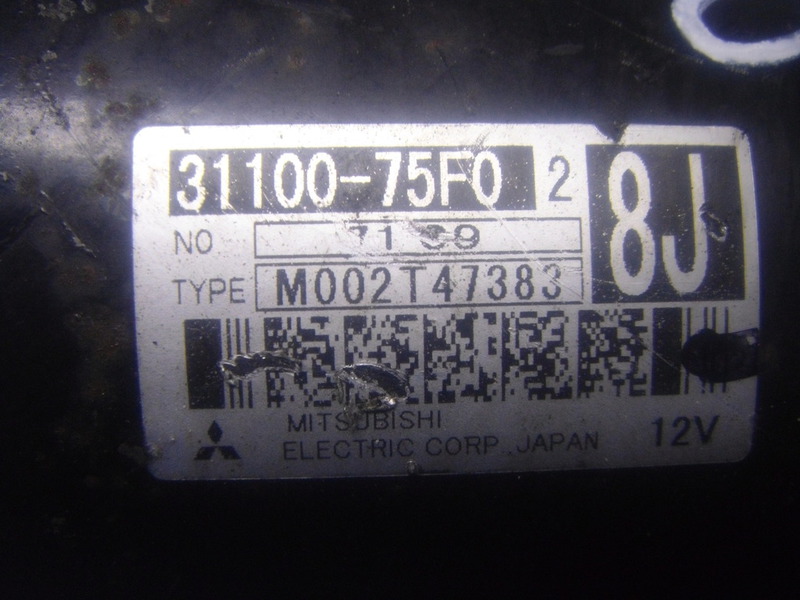 31100-75F0 2 8J
NO
TYPE M002T47383
MITSUBISHI
ELECTRIC CORP. JAPAN 12V